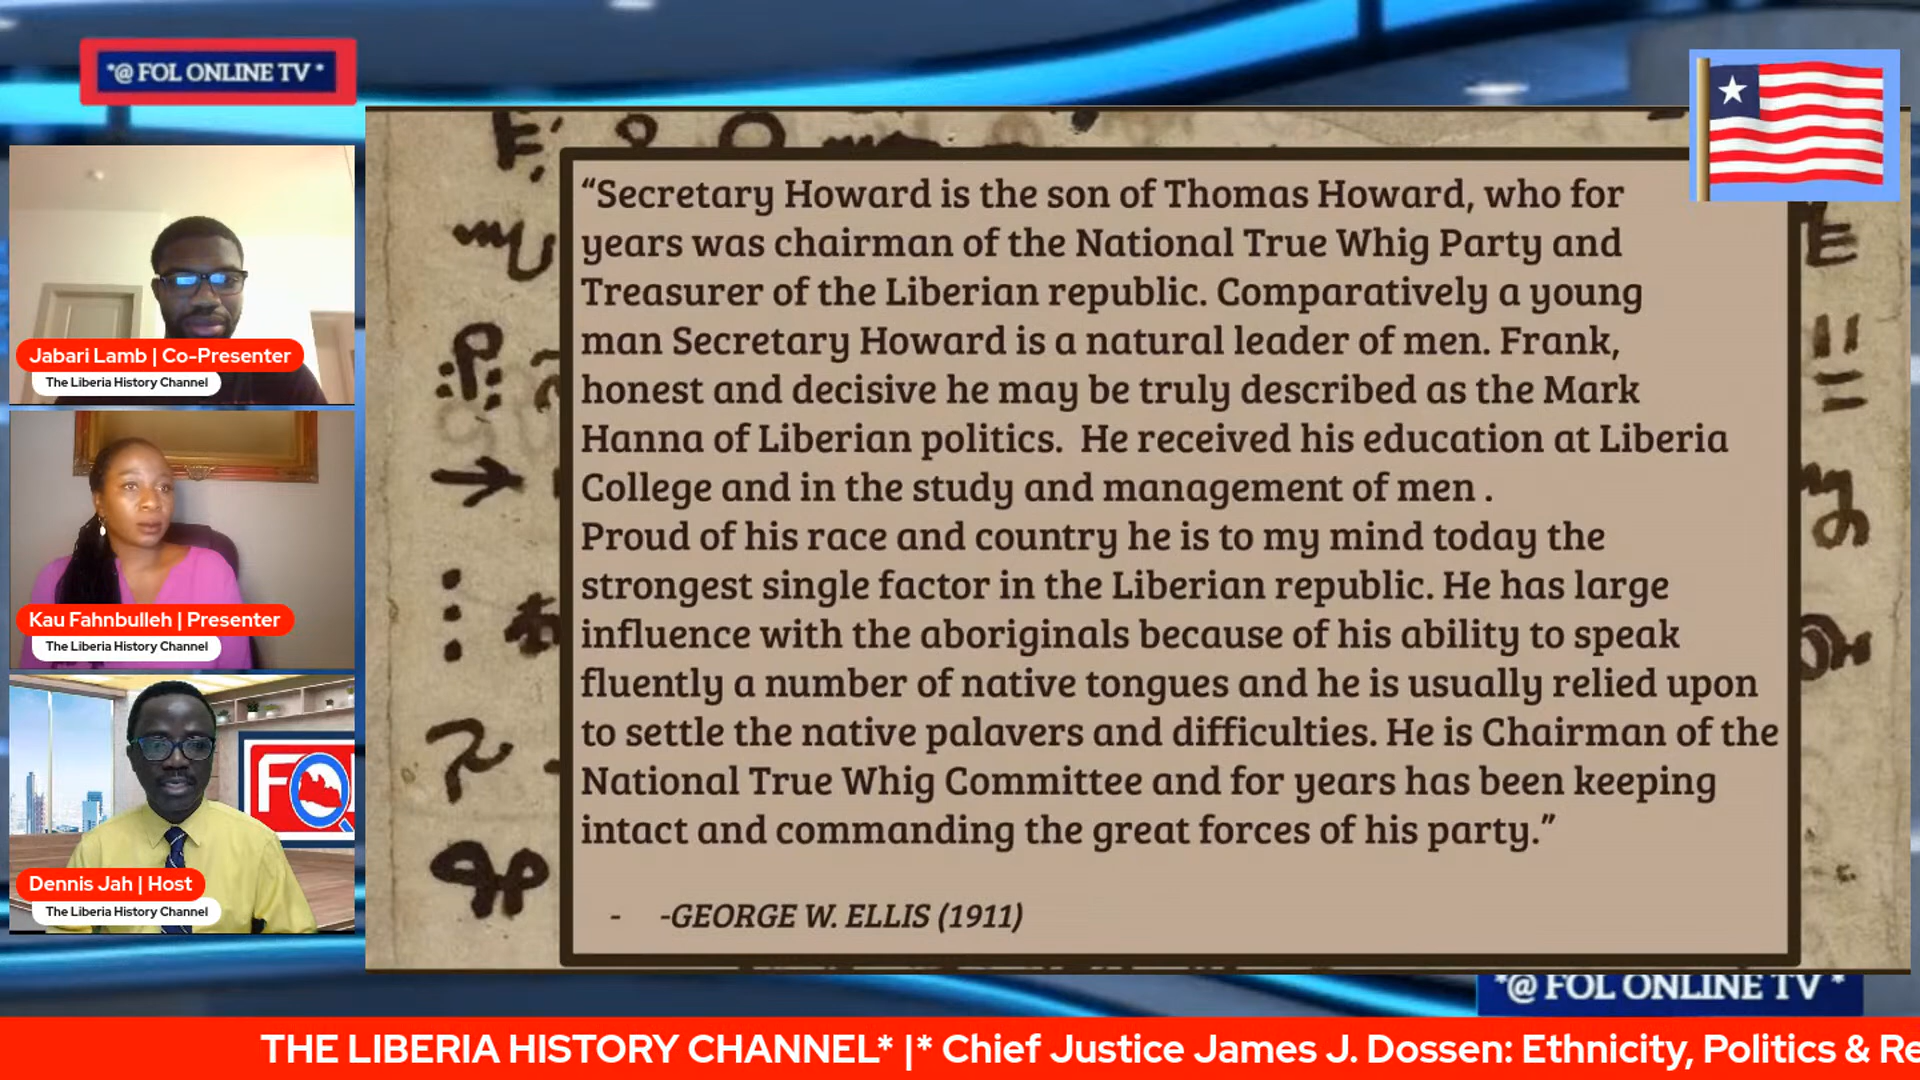 *@ FOL ONLINE TV *
Jabari Lamb | Co-Presenter
The Liberia History Channel
Kau Fahnbulleh | Presenter
The Liberia History Channel
Dennis Jah | Host
The Liberia History Channel
“Secretary Howard is the son of Thomas Howard, who for
years was chairman of the National True Whig Party and
Treasurer of the Liberian republic. Comparatively a young
man Secretary Howard is a natural leader of men. Frank,
honest and decisive he may be truly described as the Mark
Hanna of Liberian politics. He received his education at Liberia
College and in the study and management of men .
Proud of his race and country he is to my mind today the
strongest single factor in the Liberian republic. He has large
influence with the aboriginals because of his ability to speak
fluently a number of native tongues and he is usually relied upon
to settle the native palavers and difficulties. He is Chairman of the
National True Whig Committee and for years has been keeping
intact and commanding the great forces of his party.”
- -GEORGE W. ELLIS (1911)
*@ FOL ONLINE TV *
THE LIBERIA HISTORY CHANNEL* |* Chief Justice James J. Dossen: Ethnicity, Politics & Re